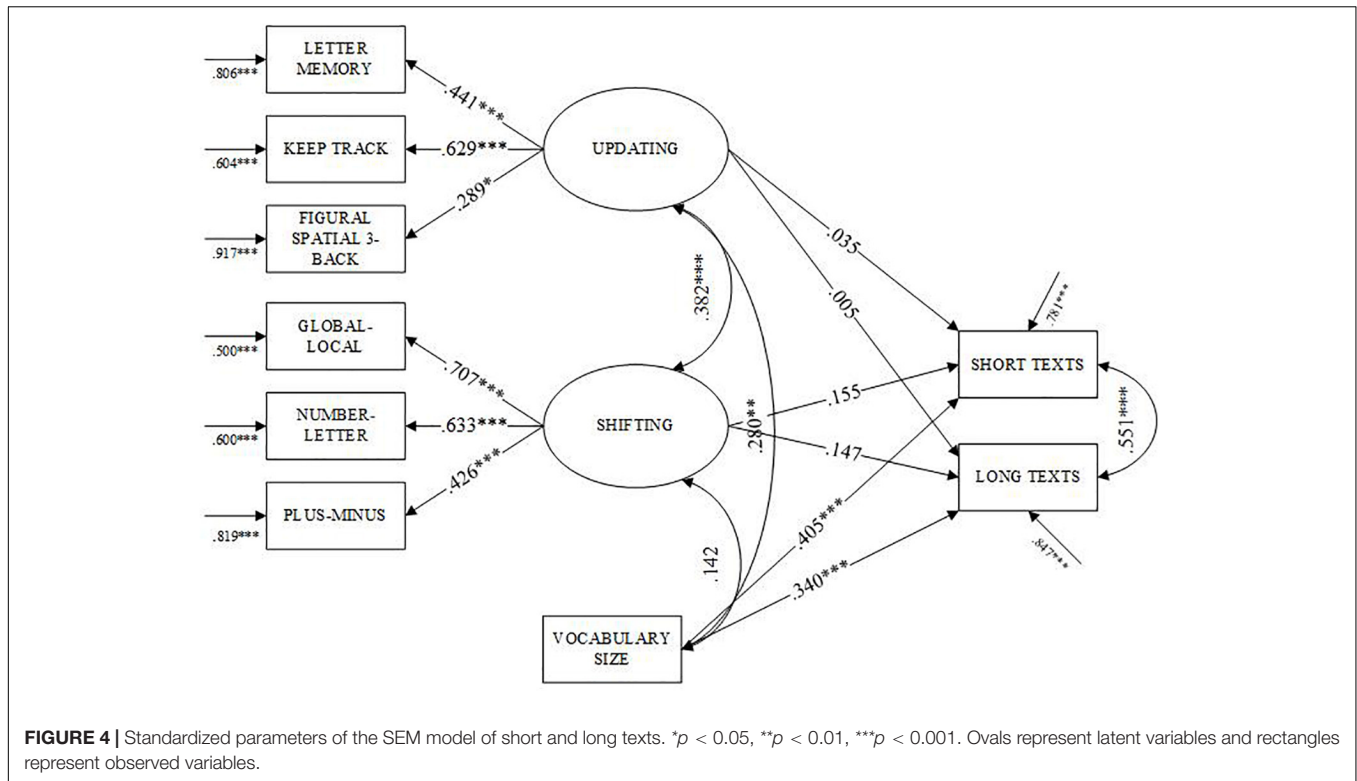 LETTER
MEMORY
.806***
.441***
KEEP TRACK
.604***
.629***
UPDATING
FIGURAL
SPATIAL 3-
BACK
.917***
.289*
.035
.005
.382***
.280**
.781***
GLOBAL-
LOCAL
.500***
.707***
SHORT TEXTS
.551***
NUMBER-
LETTER
.600***
.633***
SHIFTING
.155
.147
LONG TEXTS
.847***
PLUS-MINUS
.819***
.426***
.142
.405***
.340***
VOCABULARY
SIZE
FIGURE 4 | Standardized parameters of the SEM model of short and long texts. *p < 0.05, **p < 0.01, ***p < 0.001. Ovals represent latent variables and rectangles
represent observed variables.